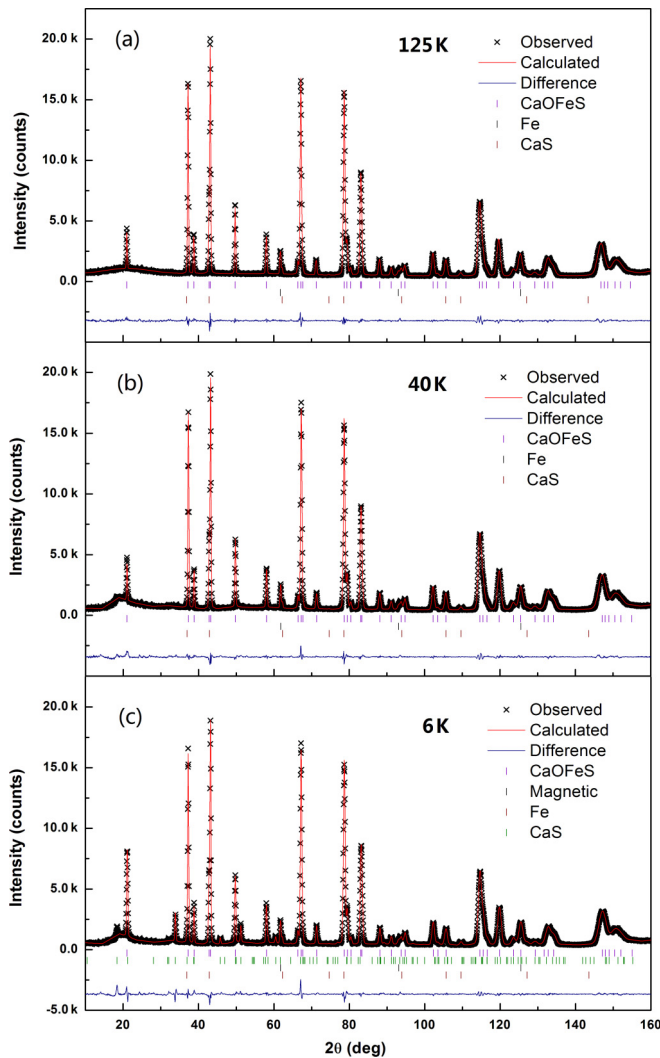 (a)
125K
Observed
Calculated
Difference
CaOFeS
Fe
CaS
20.0 k
15.0 k
10.0 k
5.0 k
0.0
Intensity (counts)
(b)
40K
Observed
Calculated
Difference
CaOFeS
Fe
CaS
20.0 k
15.0 k
10.0 k
5.0 k
0.0
Intensity (counts)
(c)
6K
Observed
Calculated
Difference
CaOFeS
Magnetic
Fe
CaS
20.0 k
15.0 k
10.0 k
5.0 k
0.0
-5.0 k
Intensity (counts)
20 40 60 80 100 120 140 160
2θ (deg)